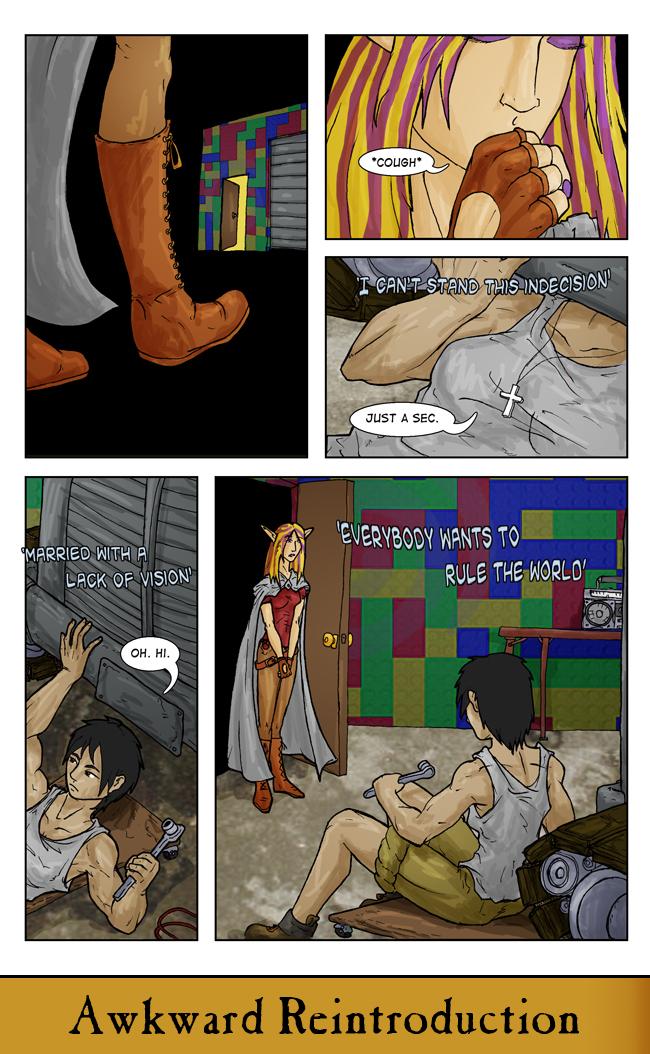 *COUGH*
'I CAN'T STAND THIS INDECISION'
JUST A SEC.
'MARRIED WITH A
LACK OF VISION'
OH. HI.
'EVERYBODY WANTS TO
RULE THE WORLD'
Awkward Reintroduction